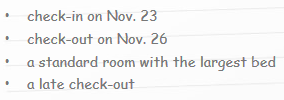 • check-in on Nov. 23
• check-out on Nov. 26
• a standard room with the largest bed
• a late check-out